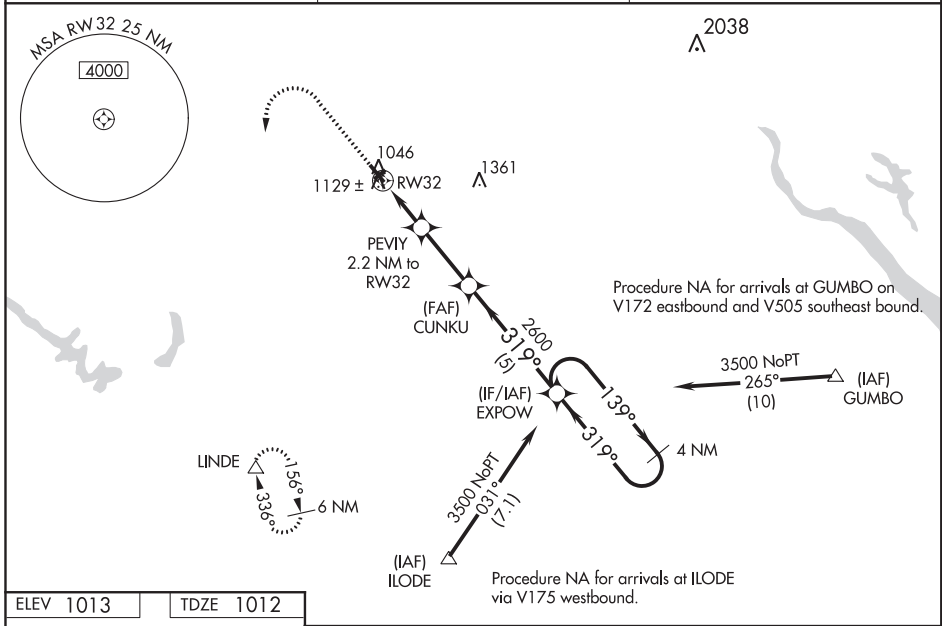 MSA RW32 25 NM
4000
2038
1046
1361
1129 ±
RW32
PEVIY
2.2 NM to
RW32
(FAF)
CUNKU
Procedure NA for arrivals at GUMBO on
V172 eastbound and V505 southeast bound.
2600
319°
(5)
3500 NoPT
265°
(10)
(IAF)
GUMBO
(IF/IAF)
EXPOW
139°
319°
4 NM
LINDE
156°
336°
6 NM
3500 NoPT
031°
(7.1)
(IAF)
ILODE
Procedure NA for arrivals at ILODE
via V175 westbound.
ELEV 1013
TDZE 1012